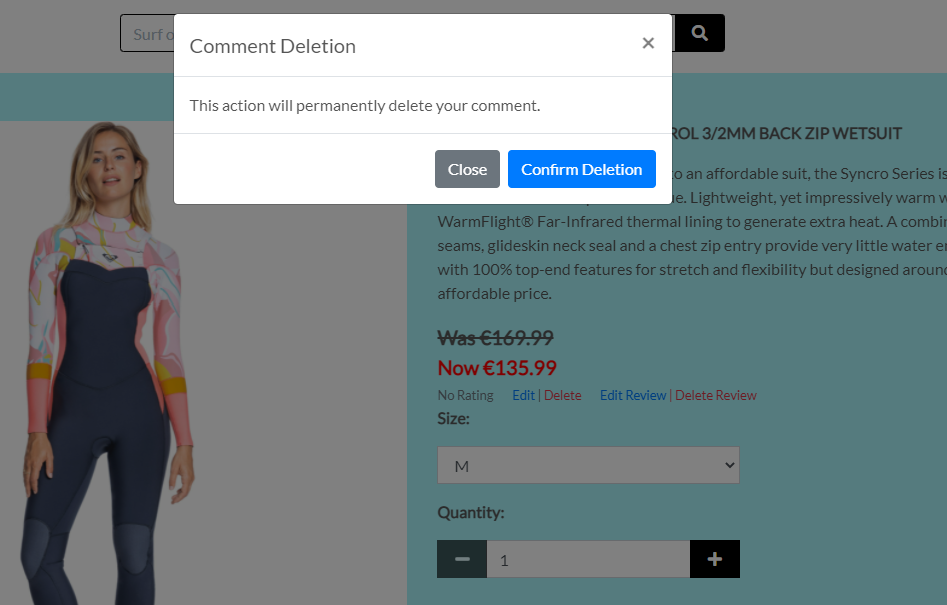 Surf o
Comment Deletion ×
This action will permanently delete your comment.
Close Confirm Deletion
ROL 3/2MM BACK ZIP WETSUIT
to an affordable suit, the Syncro Series is
Lightweight, yet impressively warm w
WarmFlight® Far-Infrared thermal lining to generate extra heat. A combin
seams, glideskin neck seal and a chest zip entry provide very little water en
with 100% top-end features for stretch and flexibility but designed around
affordable price.
Was €169.99
Now €135.99
No Rating Edit | Delete Edit Review | Delete Review
Size:
M
Quantity:
1